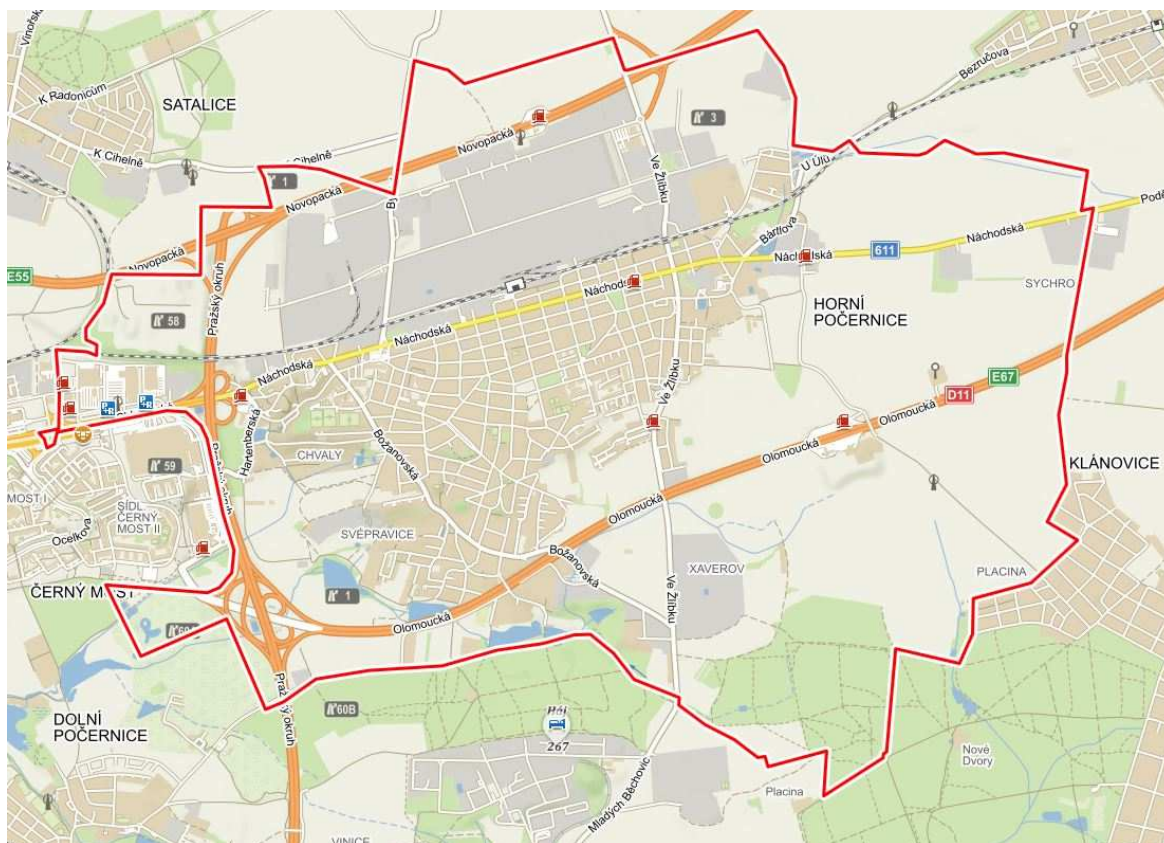 Vinořská
Bezručova
K Radonicům
SATALICE
Novopacká
3
K Cihelně
Cihelně
U Úlů
Ve Žlíbku
1
Novopacká
Bártlova
Náchodská
Podě
Náchodská
611
E55
Novopacká
Náchodská
SYCHRO
HORNÍ
POČERNICE
58
Pražský okruh
Náchodská
E67
D11
Náchodská
Ve Žlíbku
Olomoucká
P+R
P+R
Hartenberská
Božanovská
CHVALY
Olomoucká
KLÁNOVICE
59
MOST I
SÍDL.
ČERNÝ
MOST II
Ocelkova
Olomoucká
SVÉPRAVICE
Božanovská
XAVEROV
PLACINA
ČERNÝ MOST
1
Olomoucká
Ve Žlíbku
Pražský okruh
60B
DOLNÍ
POČERNICE
Ráj
267
Nové
Dvory
Mladých Běchovic
Placina
VINICE